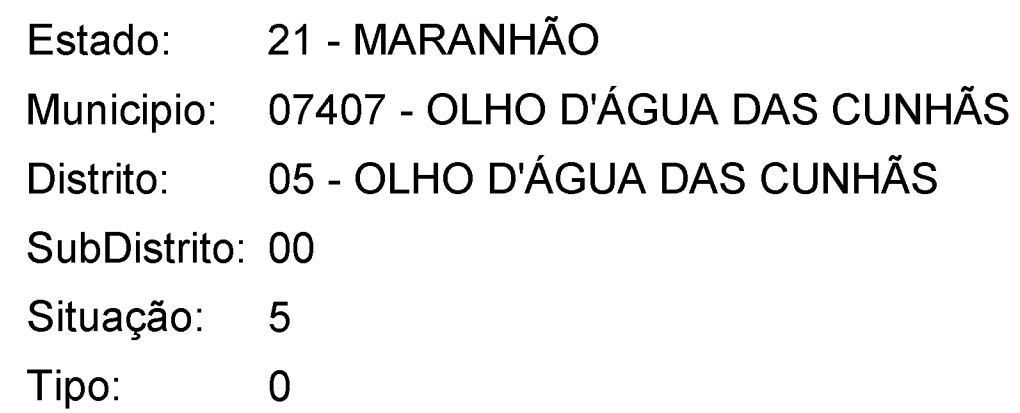 Estado: 21 - MARANHÃO
Municipio: 07407 - OLHO D'ÁGUA DAS CUNHÃS
Distrito: 05 - OLHO D'ÁGUA DAS CUNHÃS
SubDistrito: 00
Situação: 5
Tipo: 0